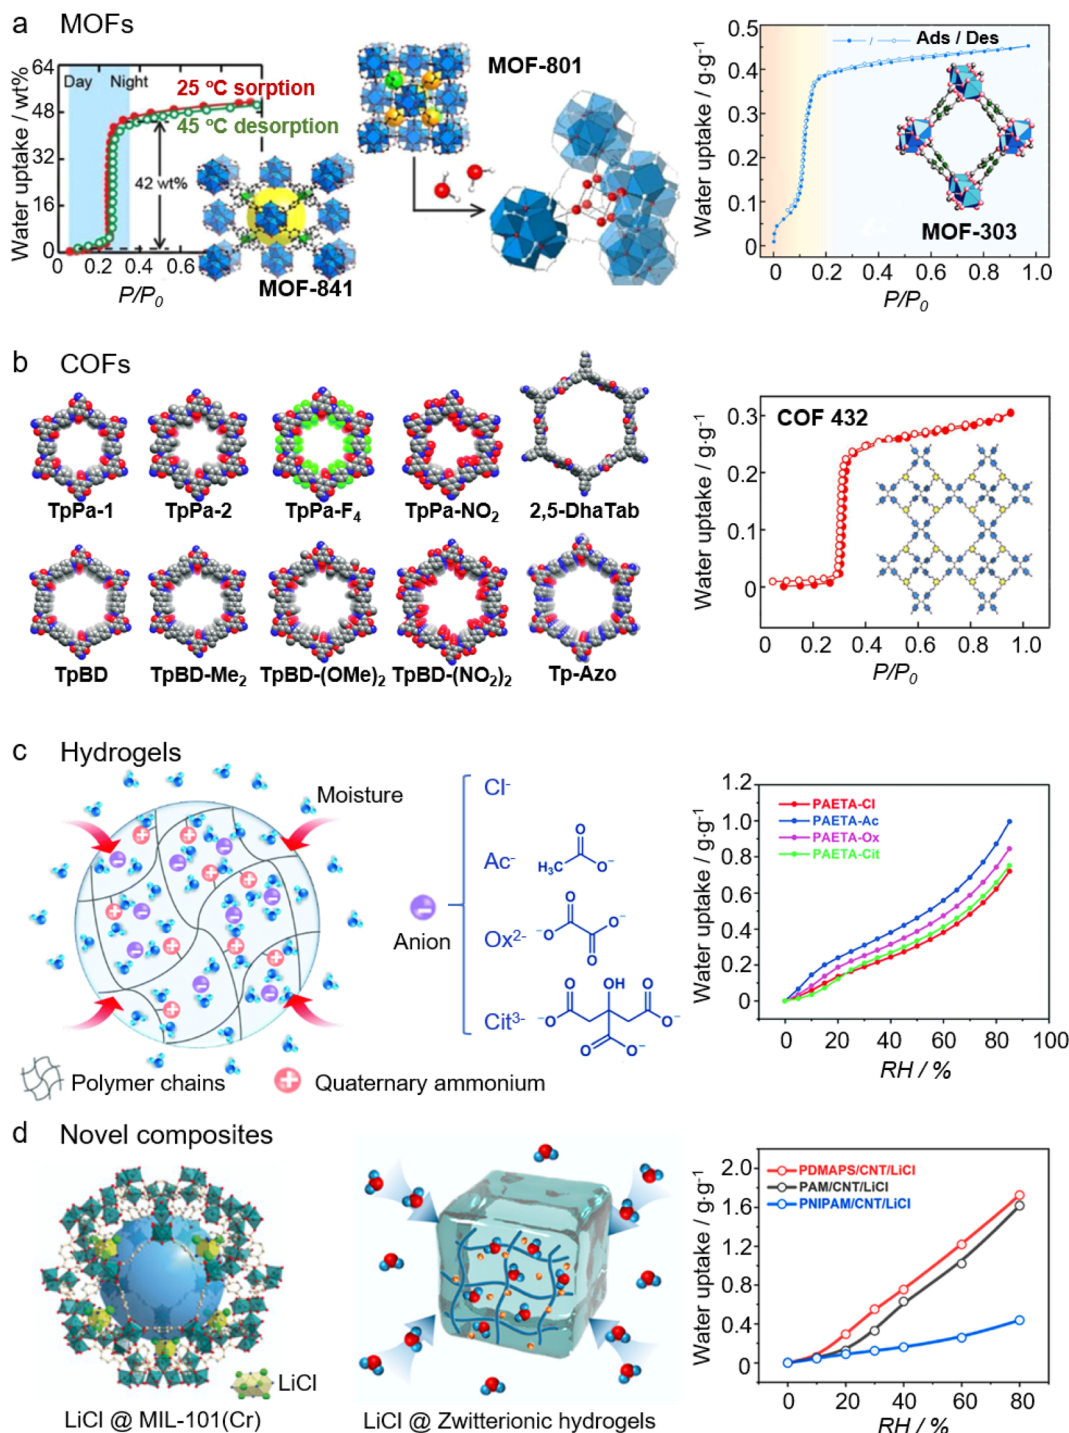 a MOFs
64
48
32
16
0
Water uptake / wt%
Day Night
25 °C sorption
45 °C desorption
42 wt%
0 0.2 0.4 0.6
P/P₀
MOF-841
MOF-801
0.5
0.4
0.3
0.2
0.1
0
Water uptake / g·g⁻¹
Ads / Des
MOF-303
0.0 0.2 0.4 0.6 0.8 1.0
P/P₀
b COFs
TpPa-1 TpPa-2 TpPa-F₄ TpPa-NO₂ 2,5-DhaTab
TpBD TpBD-Me₂ TpBD-(OMe)₂ TpBD-(NO₂)₂ Tp-Azo
0.3
0.2
0.1
0
Water uptake / g·g⁻¹
COF 432
0 0.2 0.4 0.6 0.8 1.0
P/P₀
c Hydrogels
Moisture
Anion
Cl⁻
Ac⁻
H₃C O O⁻
Ox²⁻
⁻O O O O⁻
Cit³⁻
⁻O O OH O O⁻
O O⁻
Polymer chains
Quaternary ammonium
1.2
1.0
0.8
0.6
0.4
0.2
0
Water uptake / g·g⁻¹
PAETA-Cl
PAETA-Ac
PAETA-Ox
PAETA-Cit
0 20 40 60 80 100
RH / %
d Novel composites
LiCl
LiCl @ MIL-101(Cr)
LiCl @ Zwitterionic hydrogels
2.0
1.6
1.2
0.8
0.4
0
Water uptake / g·g⁻¹
PDMAPS/CNT/LiCl
PAM/CNT/LiCl
PNIPAM/CNT/LiCl
0 20 40 60 80
RH / %